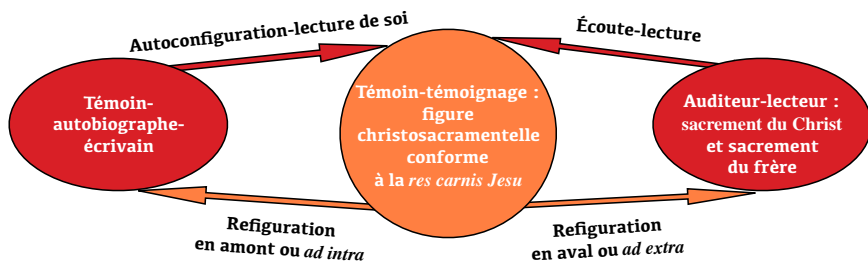 Autoconfiguration-lecture de soi
Écoute-lecture
Témoin-
autobiographe-
écrivain
Témoin-témoignage :
figure
christosacramentelle
conforme
à la res carnis Jesu
Auditeur-lecteur :
sacrement du Christ
et sacrement
du frère
Refiguration
en amont ou ad intra
Refiguration
en aval ou ad extra